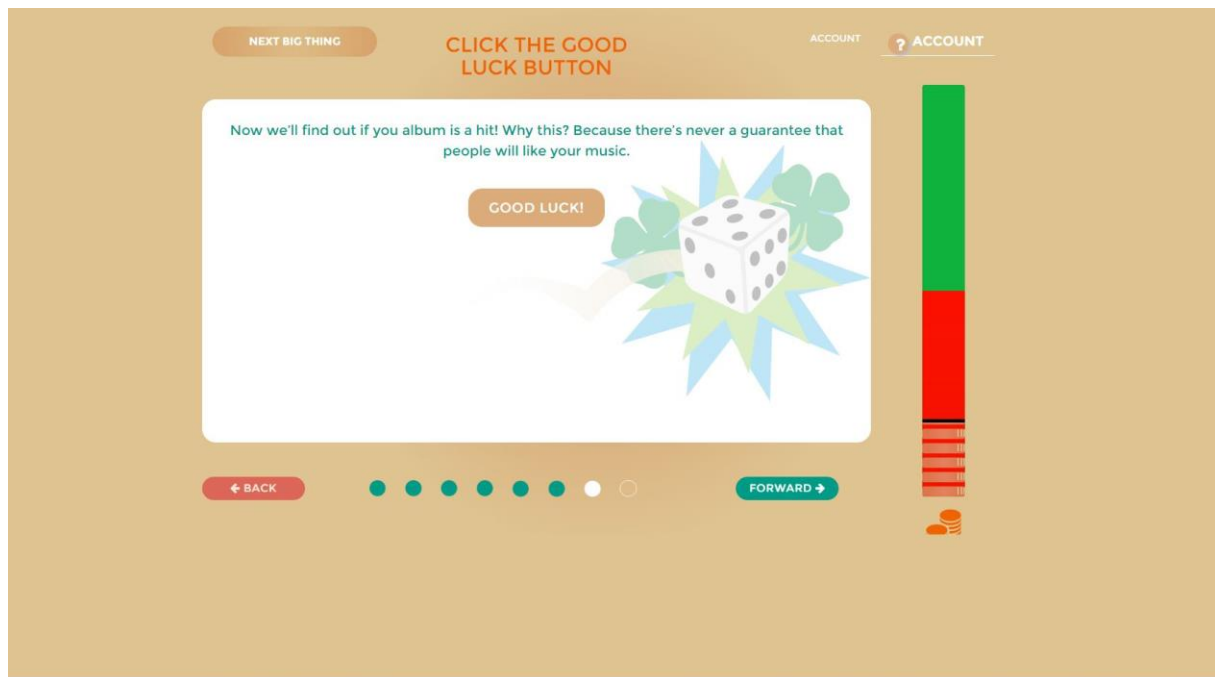 NEXT BIG THING
CLICK THE GOOD
LUCK BUTTON
ACCOUNT
? ACCOUNT
Now we'll find out if you album is a hit! Why this? Because there's never a guarantee that
people will like your music.
GOOD LUCK!
BACK
FORWARD